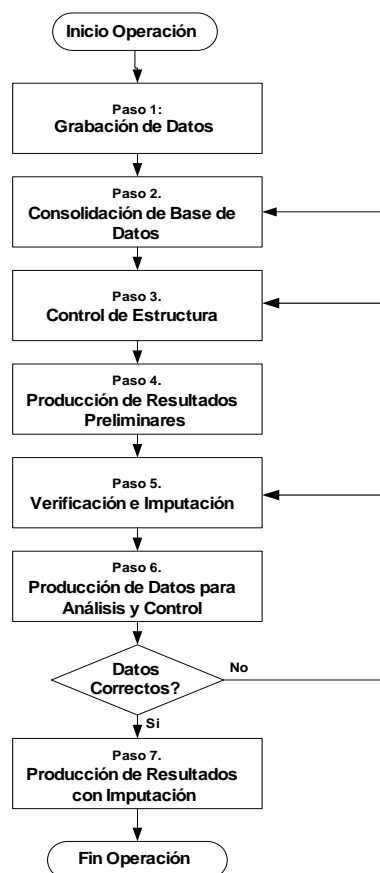 Inicio Operación
Paso 1:
Grabación de Datos
Paso 2.
Consolidación de Base de
Datos
Paso 3.
Control de Estructura
Paso 4.
Producción de Resultados
Preliminares
Paso 5.
Verificación e Imputación
Paso 6.
Producción de Datos para
Análisis y Control
Datos
Correctos?
No
Si
Paso 7.
Producción de Resultados
con Imputación
Fin Operación